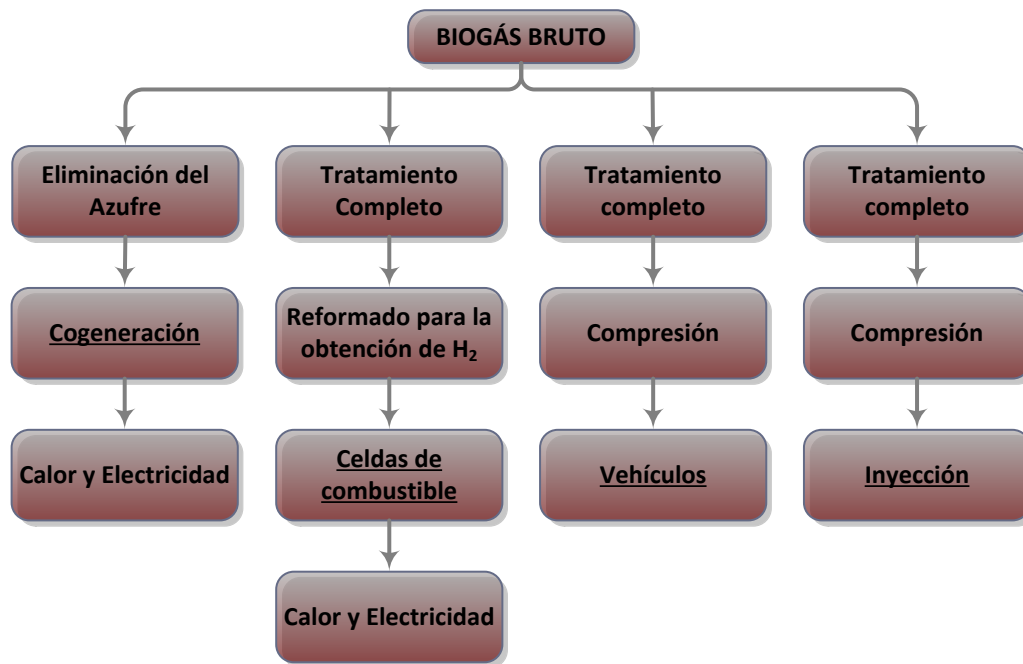 BIOGÁS BRUTO
Eliminación del
Azufre
Tratamiento
Completo
Tratamiento
completo
Tratamiento
completo
Cogeneración
Reformado para la
obtención de H₂
Compresión
Compresión
Calor y Electricidad
Celdas de
combustible
Vehículos
Inyección
Calor y Electricidad